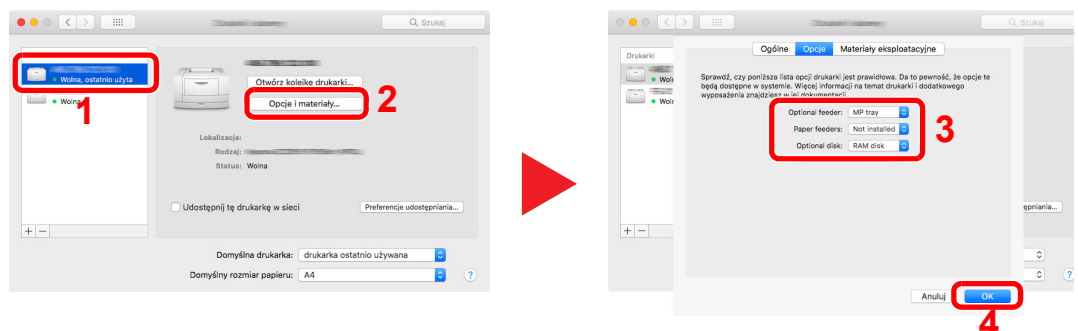 Szukaj
Wolna, ostatnio użyta
Wolna
1
Otwórz kolejkę drukarki...
Opcje i materiały...
2
Lokalizacja:
Rodzaj:
Status: Wolna
Udostępnij tę drukarkę w sieci
Preferencje udostępniania...
+ −
Domyślna drukarka: drukarka ostatnio używana
Domyślny rozmiar papieru: A4
?
Szukaj
Drukarki
Ogólne Opcje Materiały eksploatacyjne
Sprawdź, czy poniższa lista opcji drukarki jest prawidłowa. Da to pewność, że opcje te
będą dostępne w systemie. Więcej informacji na temat drukarki i dodatkowego
wyposażenia znajdziesz w jej dokumentacji.
Optional feeder: MP tray
Paper feeders: Not installed
Optional disk: RAM disk
3
+ −
?
Anuluj OK
4